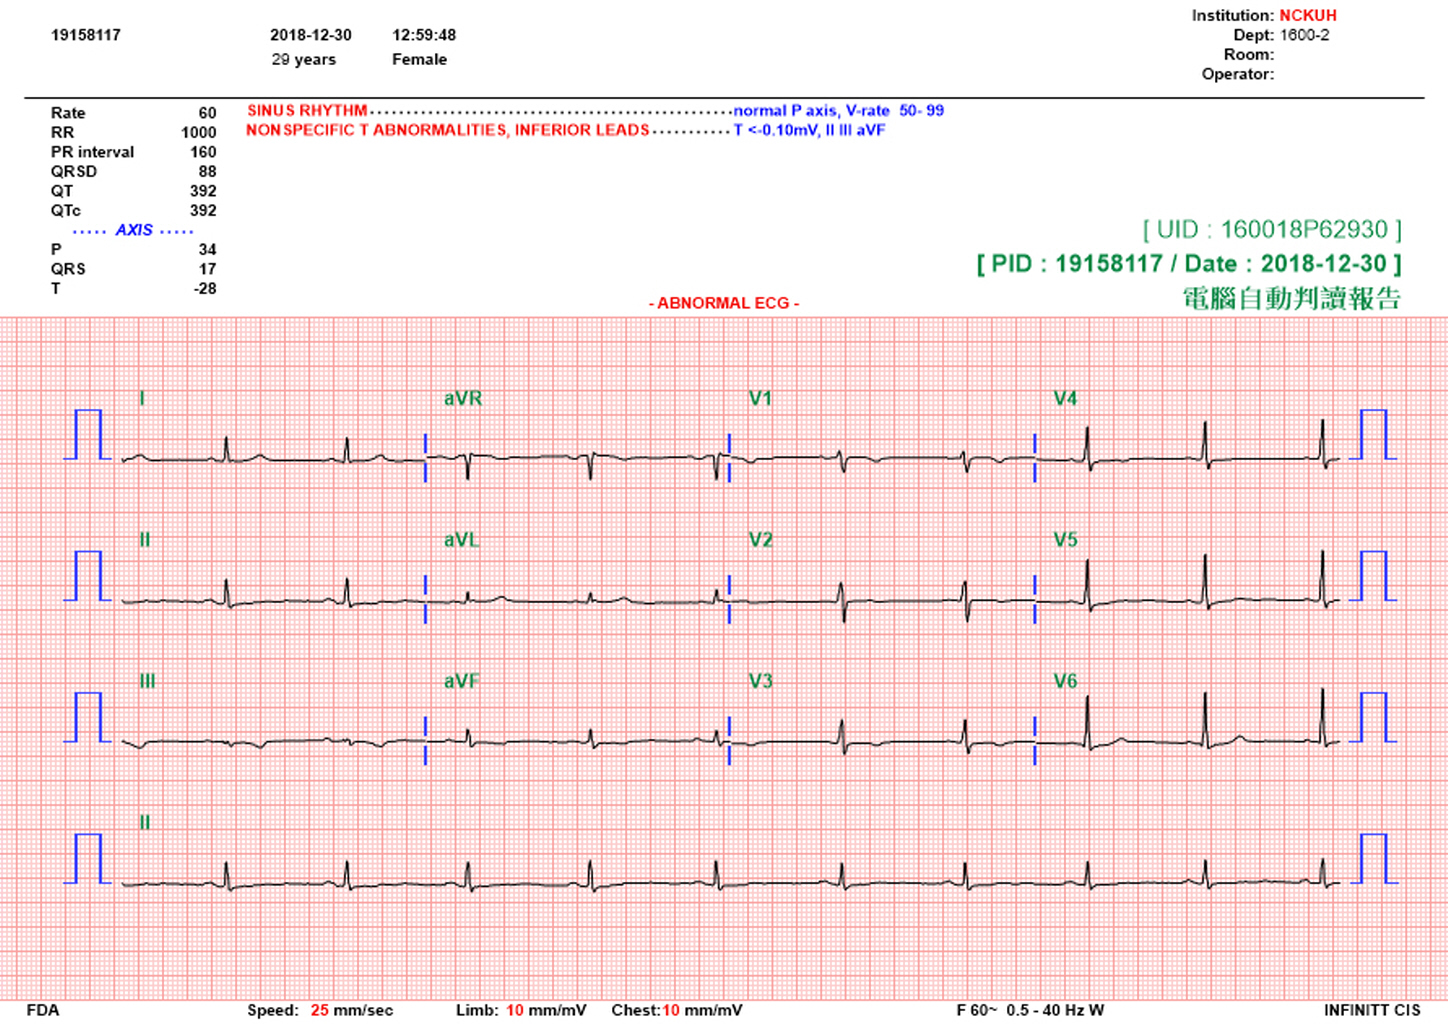 Institution: NCKUH
19158117 2018-12-30 12:59:48 Dept: 1600-2
29 years Female Room:
Operator:
Rate 60 SINUS RHYTHM normal P axis, V-rate 50- 99
RR 1000 NONSPECIFIC T ABNORMALITIES, INFERIOR LEADS T <-0.10mV, II III aVF
PR interval 160
QRSD 88
QT 392
QTc 392
····· AXIS ·····
P 34
QRS 17
T -28
[ UID : 160018P62930 ]
[ PID : 19158117 / Date : 2018-12-30 ]
電腦自動判讀報告
- ABNORMAL ECG -
I aVR V1 V4
II aVL V2 V5
III aVF V3 V6
II
FDA Speed: 25 mm/sec Limb: 10 mm/mV Chest:10 mm/mV F 60~ 0.5 - 40 Hz W INFINITT CIS